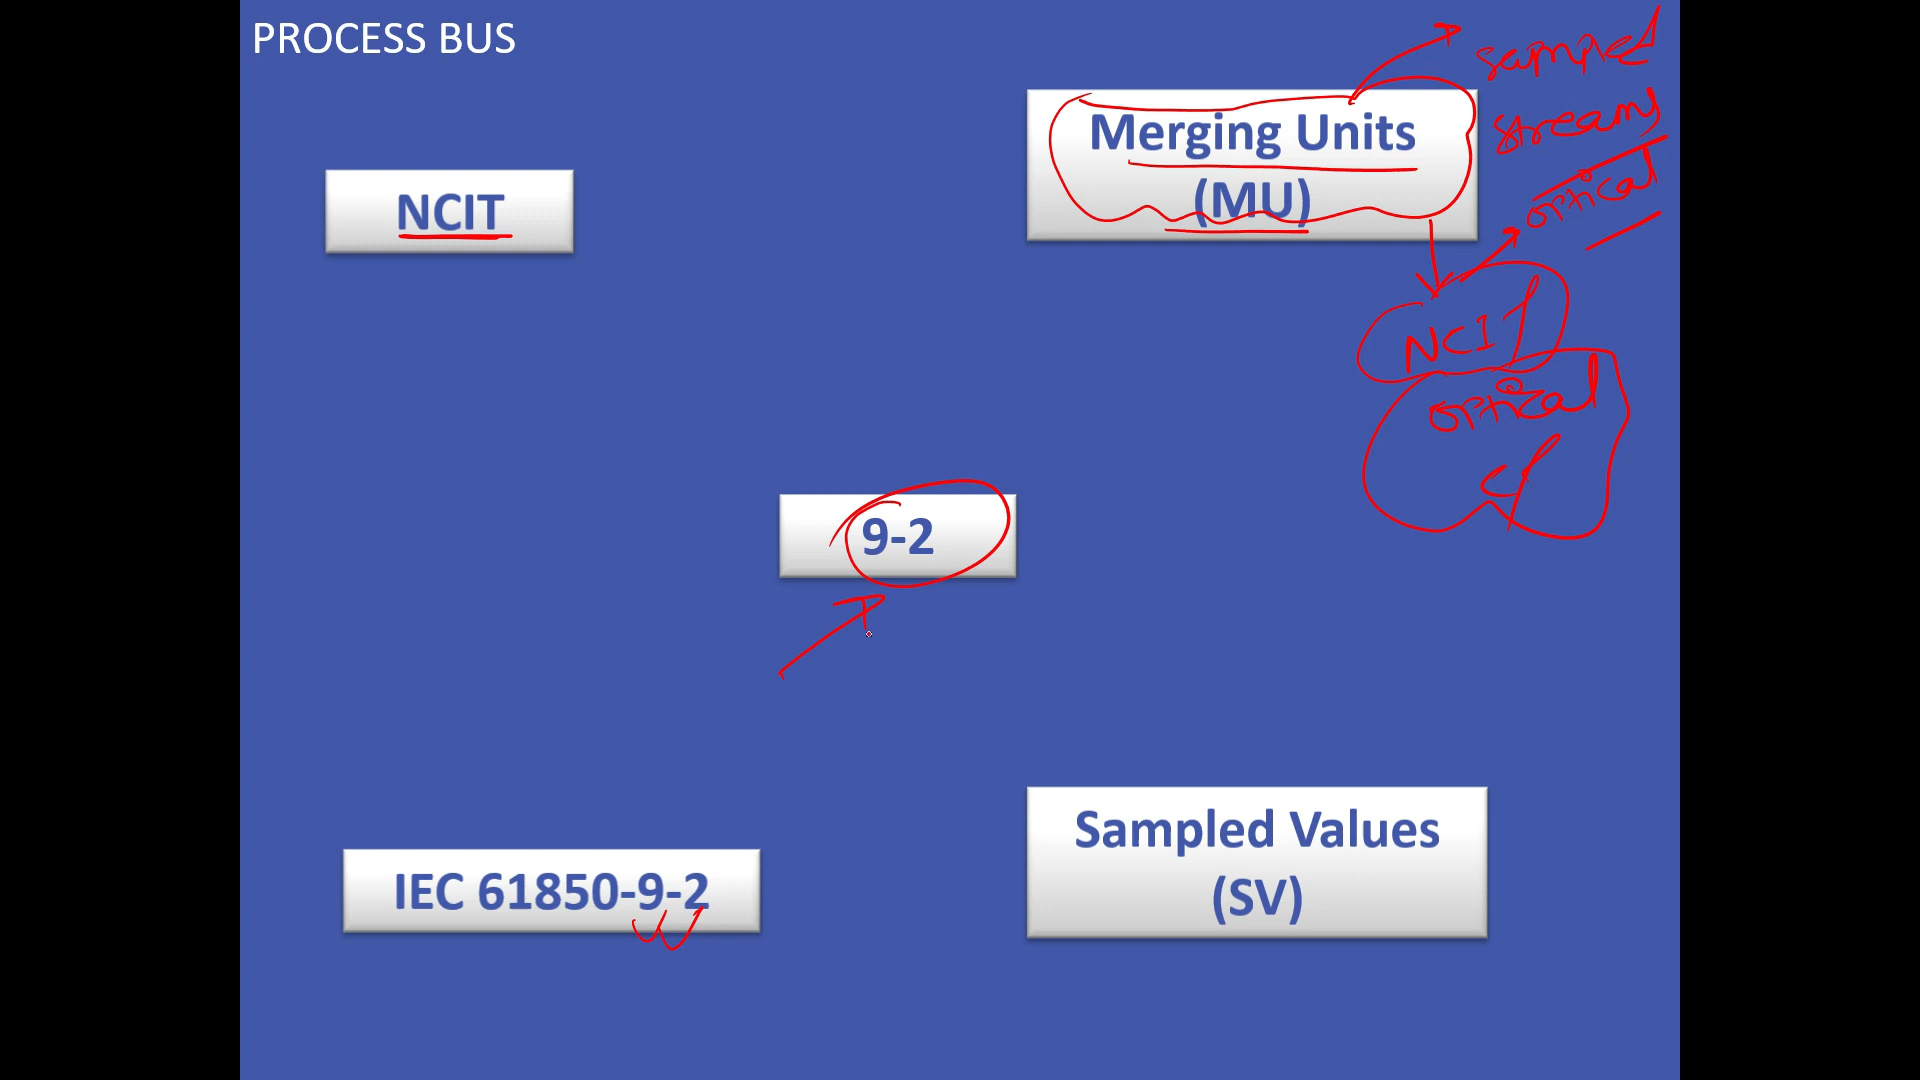 PROCESS BUS
sampled
streams
optical
Merging Units
(MU)
NCIT
NCIT
optical
9-2
Sampled Values
(SV)
IEC 61850-9-2